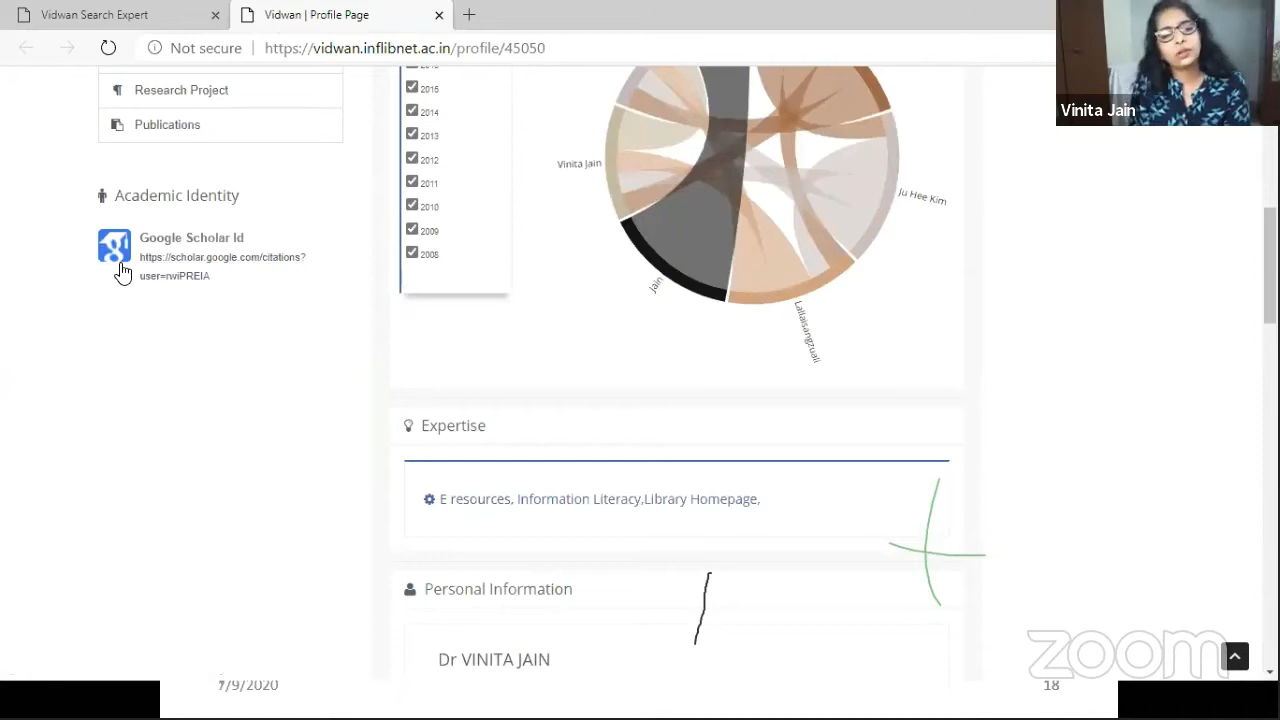 Vidwan Search Expert
Vidwan | Profile Page
Not secure
https://vidwan.inflibnet.ac.in/profile/45050
Vinita Jain
Research Project
Publications
Academic Identity
Google Scholar Id
https://scholar.google.com/citations?
user=rwiPREIA
2015
2014
2013
2012
2011
2010
2009
2008
Vinita Jain
Ju Hee Kim
Jain
Lallaisangzuali
Expertise
E resources, Information Literacy,Library Homepage,
Personal Information
Dr VINITA JAIN
zoom
7/9/2020
18